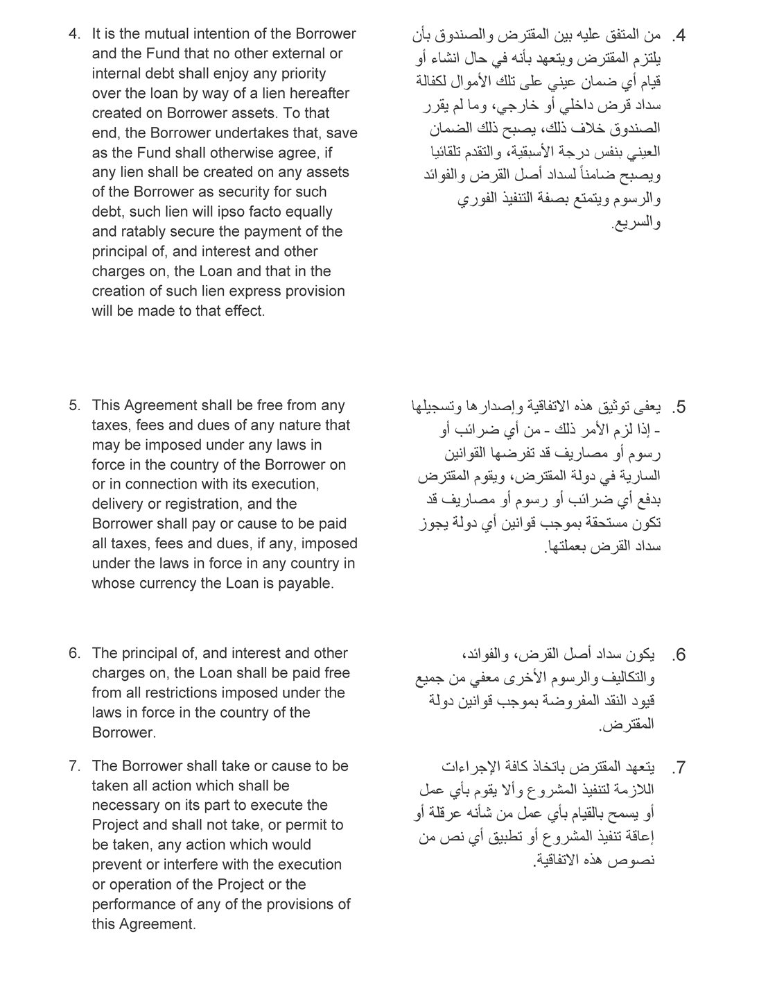 4. It is the mutual intention of the Borrower
and the Fund that no other external or
internal debt shall enjoy any priority
over the loan by way of a lien hereafter
created on Borrower assets. To that
end, the Borrower undertakes that, save
as the Fund shall otherwise agree, if
any lien shall be created on any assets
of the Borrower as security for such
debt, such lien will ipso facto equally
and ratably secure the payment of the
principal of, and interest and other
charges on, the Loan and that in the
creation of such lien express provision
will be made to that effect.
4. من المتفق عليه بين المقترض والصندوق بأن
يلتزم المقترض ويتعهد بأنه في حال انشاء أو
قيام أي ضمان عيني على تلك الأموال لكفالة
سداد قرض داخلي أو خارجي، وما لم يقرر
الصندوق خلاف ذلك، يصبح ذلك الضمان
العيني بنفس درجة الأسبقية، والتقدم تلقائيا
ويصبح ضامناً لسداد أصل القرض والفوائد
والرسوم ويتمتع بصفة التنفيذ الفوري
والسريع.
5. This Agreement shall be free from any
taxes, fees and dues of any nature that
may be imposed under any laws in
force in the country of the Borrower on
or in connection with its execution,
delivery or registration, and the
Borrower shall pay or cause to be paid
all taxes, fees and dues, if any, imposed
under the laws in force in any country in
whose currency the Loan is payable.
5. يعفى توثيق هذه الاتفاقية وإصدارها وتسجيلها
- إذا لزم الأمر ذلك - من أي ضرائب أو
رسوم أو مصاريف قد تفرضها القوانين
السارية في دولة المقترض، ويقوم المقترض
بدفع أي ضرائب أو رسوم أو مصاريف قد
تكون مستحقة بموجب قوانين أي دولة يجوز
سداد القرض بعملتها.
6. The principal of, and interest and other
charges on, the Loan shall be paid free
from all restrictions imposed under the
laws in force in the country of the
Borrower.
6. يكون سداد أصل القرض، والفوائد،
والتكاليف والرسوم الأخرى معفي من جميع
قيود النقد المفروضة بموجب قوانين دولة
المقترض.
7. The Borrower shall take or cause to be
taken all action which shall be
necessary on its part to execute the
Project and shall not take, or permit to
be taken, any action which would
prevent or interfere with the execution
or operation of the Project or the
performance of any of the provisions of
this Agreement.
7. يتعهد المقترض باتخاذ كافة الإجراءات
اللازمة لتنفيذ المشروع وألا يقوم بأي عمل
أو يسمح بالقيام بأي عمل من شأنه عرقلة أو
إعاقة تنفيذ المشروع أو تطبيق أي نص من
نصوص هذه الاتفاقية.